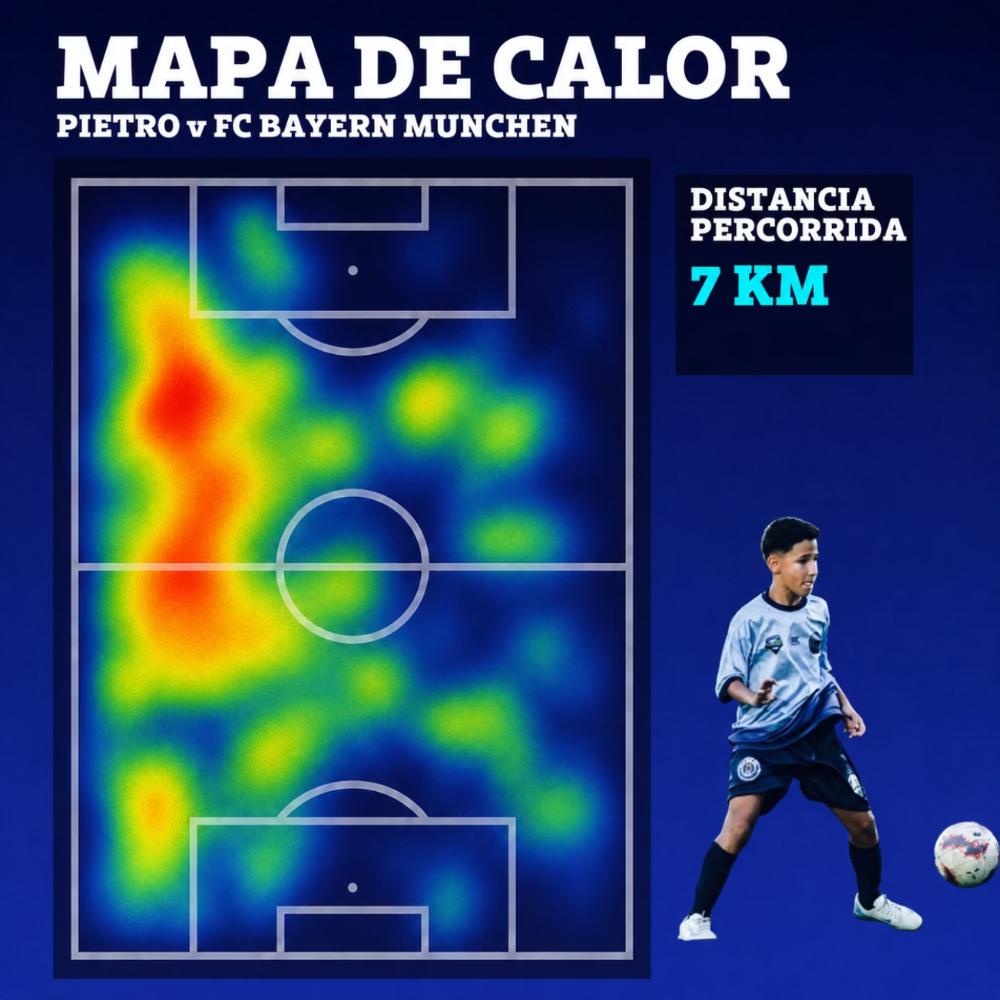 MAPA DE CALOR
PIETRO v FC BAYERN MUNCHEN
DISTANCIA
PERCORRIDA
7 KM